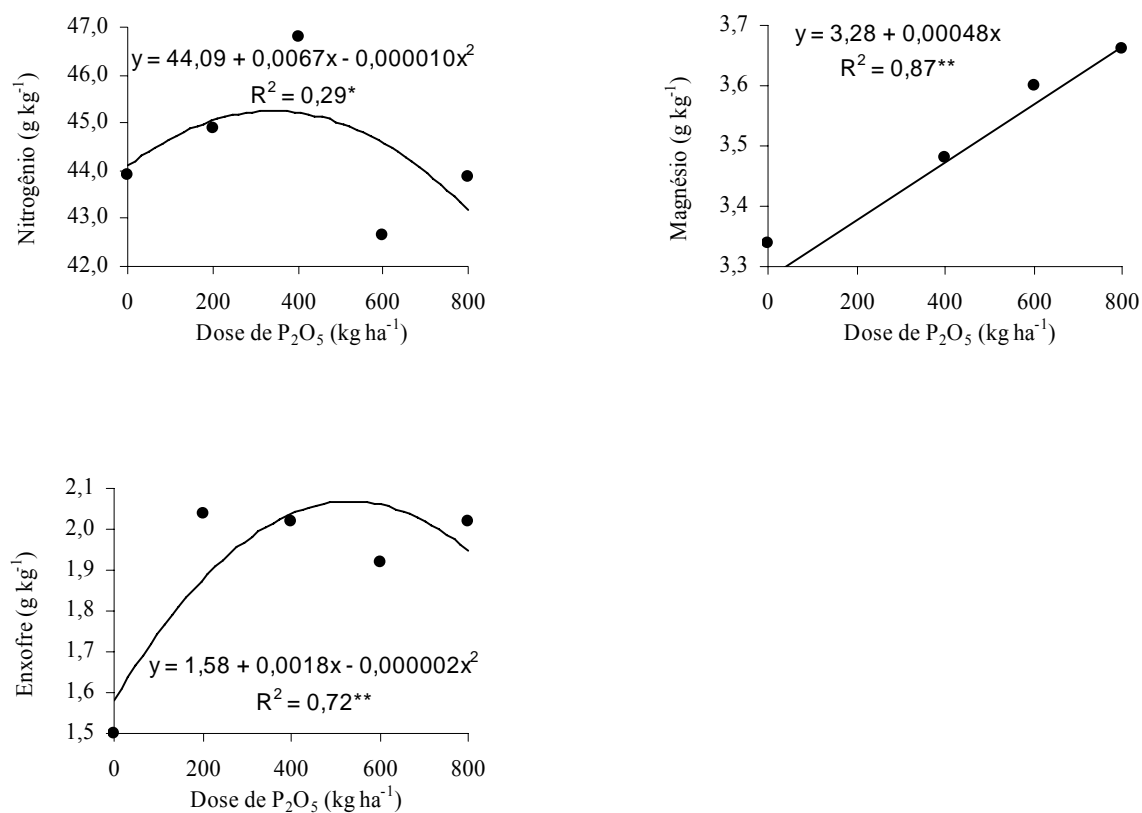 47,0
y = 44,09 + 0,0067x - 0,000010x²
46,0
R² = 0,29*
45,0
44,0
43,0
42,0
Nitrogênio (g kg⁻¹)
0 200 400 600 800
Dose de P₂O₅ (kg ha⁻¹)
3,7
y = 3,28 + 0,00048x
R² = 0,87**
3,6
3,5
3,4
3,3
Magnésio (g kg⁻¹)
0 200 400 600 800
Dose de P₂O₅ (kg ha⁻¹)
2,1
2,0
1,9
1,8
1,7
y = 1,58 + 0,0018x - 0,000002x²
1,6
R² = 0,72**
1,5
Enxofre (g kg⁻¹)
0 200 400 600 800
Dose de P₂O₅ (kg ha⁻¹)